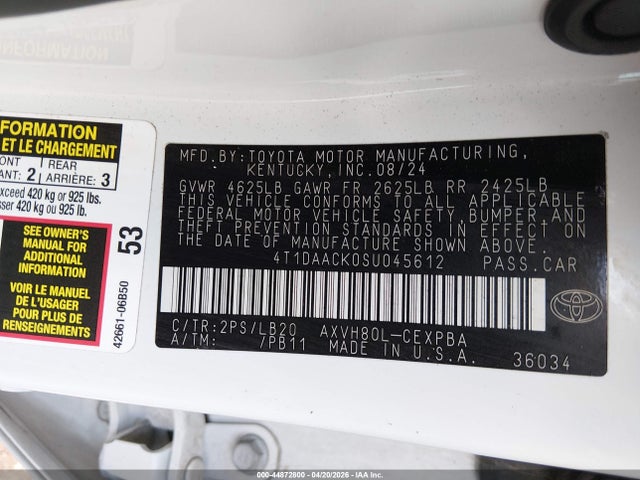 FORMATION
ET LE CHARGEMENT
ONT 2 REAR
ANT ARRIÈRE 3
xceed 420 kg or 925 lbs.
sser 420 kg ou 925 lb.
SEE OWNER'S
MANUAL FOR
ADDITIONAL
INFORMATION
VOIR LE MANUEL
DE L'USAGER
POUR PLUS DE
RENSEIGNEMENTS
53
42661-06B50
MFD.BY:TOYOTA MOTOR MANUFACTURING,
KENTUCKY,INC.08/24
GVWR 4625LB GAWR FR 2625LB RR 2425LB
THIS VEHICLE CONFORMS TO ALL APPLICABLE
FEDERAL MOTOR VEHICLE SAFETY,BUMPER,AND
THEFT PREVENTION STANDARDS IN EFFECT ON
THE DATE OF MANUFACTURE SHOWN ABOVE.
4T1DAACK0SU045612 PASS.CAR
C/TR:2PS/LB20 AXVH80L-CEXPBA
A/TM: /PB11 MADE IN U.S.A. 36034
TOYOTA
000-44872800 - 04/20/2026 - IAAI.COM